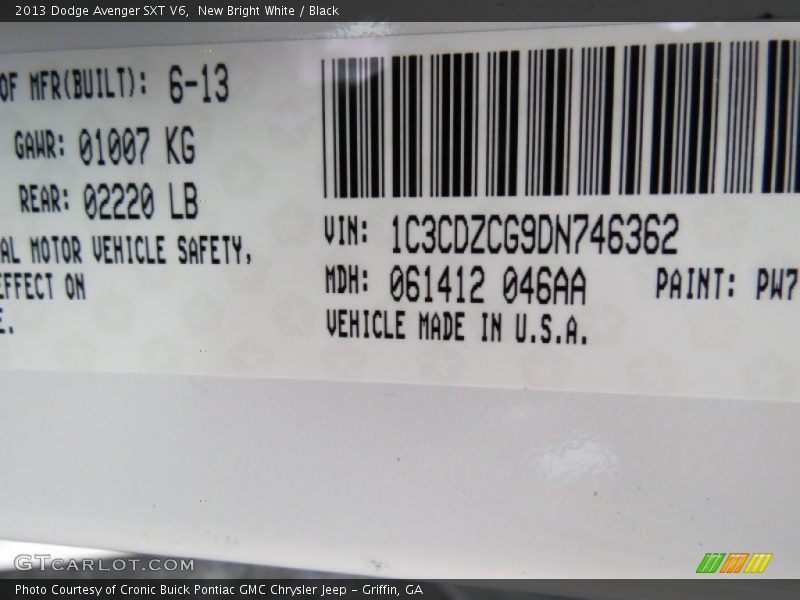 2013 Dodge Avenger SXT V6,  New Bright White / Black
OF MFR(BUILT): 6-13
GAWR: 01007 KG
REAR: 02220 LB
AL MOTOR VEHICLE SAFETY,
EFFECT ON
E.
VIN: 1C3CDZCG9DN746362
MDH: 061412 046AA PAINT: PW7
VEHICLE MADE IN U.S.A.
GTCARLOT.COM
Photo Courtesy of Cronic Buick Pontiac GMC Chrysler Jeep - Griffin, GA